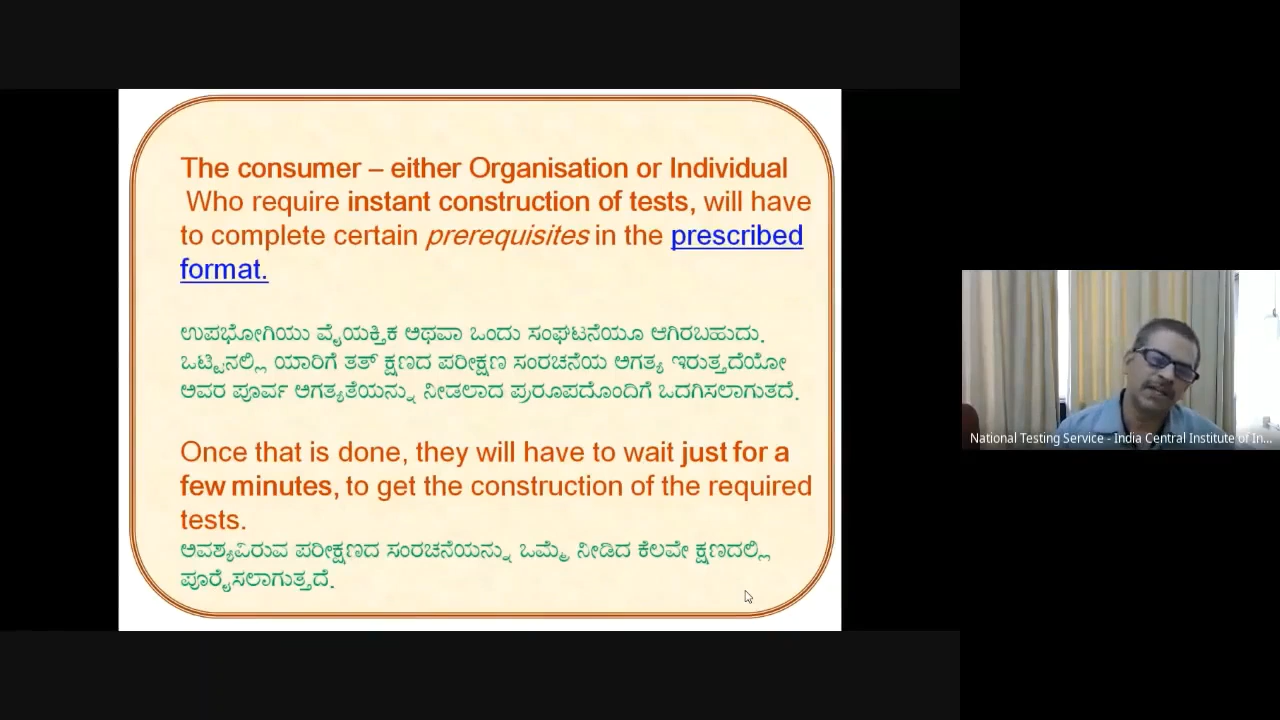 The consumer – either Organisation or Individual
Who require instant construction of tests, will have
to complete certain prerequisites in the prescribed
format.
ಉಪಭೋಗಿಯು ವೈಯಕ್ತಿಕ ಅಥವಾ ಒಂದು ಸಂಘಟನೆಯೂ ಆಗಿರಬಹುದು.
ಒಟ್ಟಿನಲ್ಲಿ ಯಾರಿಗೆ ತತ್ ಕ್ಷಣದ ಪರೀಕ್ಷಣ ಸಂರಚನೆಯ ಅಗತ್ಯ ಇರುತ್ತದೆಯೋ
ಅವರ ಪೂರ್ವ ಅಗತ್ಯತೆಯನ್ನು ನೀಡಲಾದ ಪ್ರರೂಪದೊಂದಿಗೆ ಒದಗಿಸಲಾಗುತದೆ.
Once that is done, they will have to wait just for a
few minutes, to get the construction of the required
tests.
ಅವಶ್ಯವಿರುವ ಪರೀಕ್ಷಣದ ಸಂರಚನೆಯನ್ನು ಒಮ್ಮೆ ನೀಡಿದ ಕೆಲವೇ ಕ್ಷಣದಲ್ಲಿ
ಪೂರೈಸಲಾಗುತ್ತದೆ.
National Testing Service - India Central Institute of In...